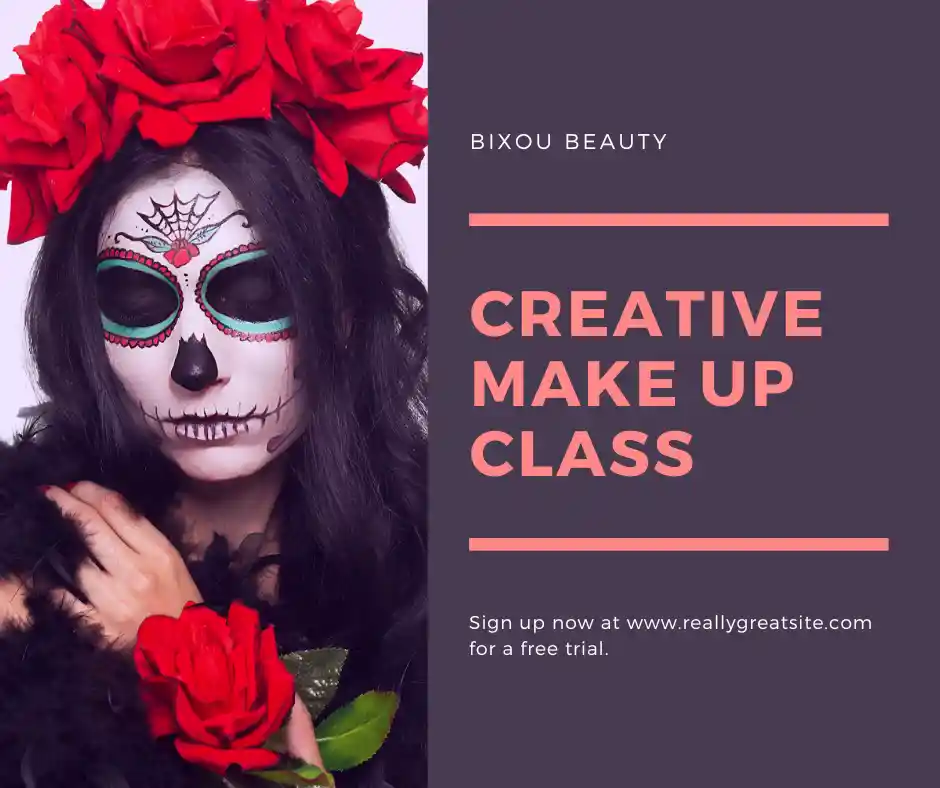 BIXOU BEAUTY
CREATIVE
MAKE UP
CLASS
Sign up now at www.reallygreatsite.com
for a free trial.